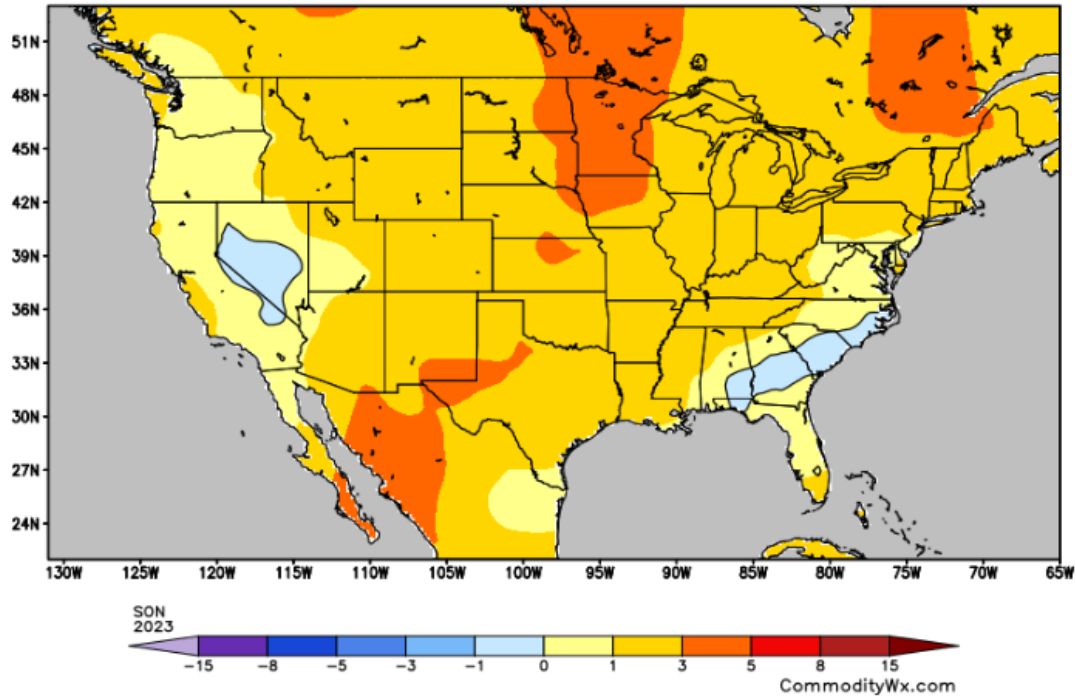 51N
48N
45N
42N
39N
36N
33N
30N
27N
24N
130W 125W 120W 115W 110W 105W 100W 95W 90W 85W 80W 75W 70W 65W
SON
2023
-15 -8 -5 -3 -1 0 1 3 5 8 15
CommodityWx.com